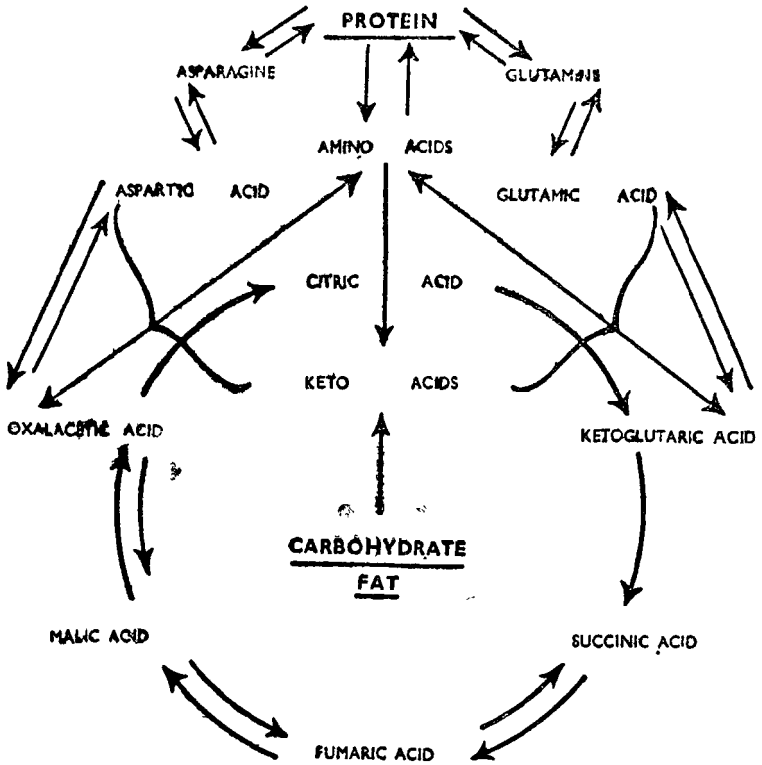 PROTEIN
ASPARAGINE
GLUTAMINE
AMINO ACIDS
ASPARTIC ACID
GLUTAMIC ACID
CITRIC ACID
KETO ACIDS
OXALACETIC ACID
KETOGLUTARIC ACID
CARBOHYDRATE
FAT
MALIC ACID
SUCCINIC ACID
FUMARIC ACID